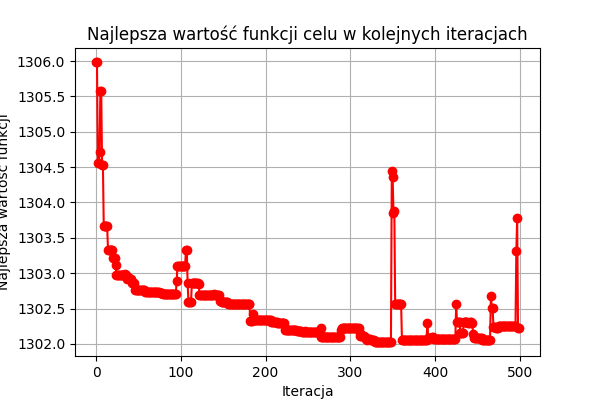 Najlepsza wartość funkcji celu w kolejnych iteracjach
1306.0
1305.5
1305.0
1304.5
1304.0
1303.5
1303.0
1302.5
1302.0
Najlepsza wartość funkcji
0 100 200 300 400 500
Iteracja